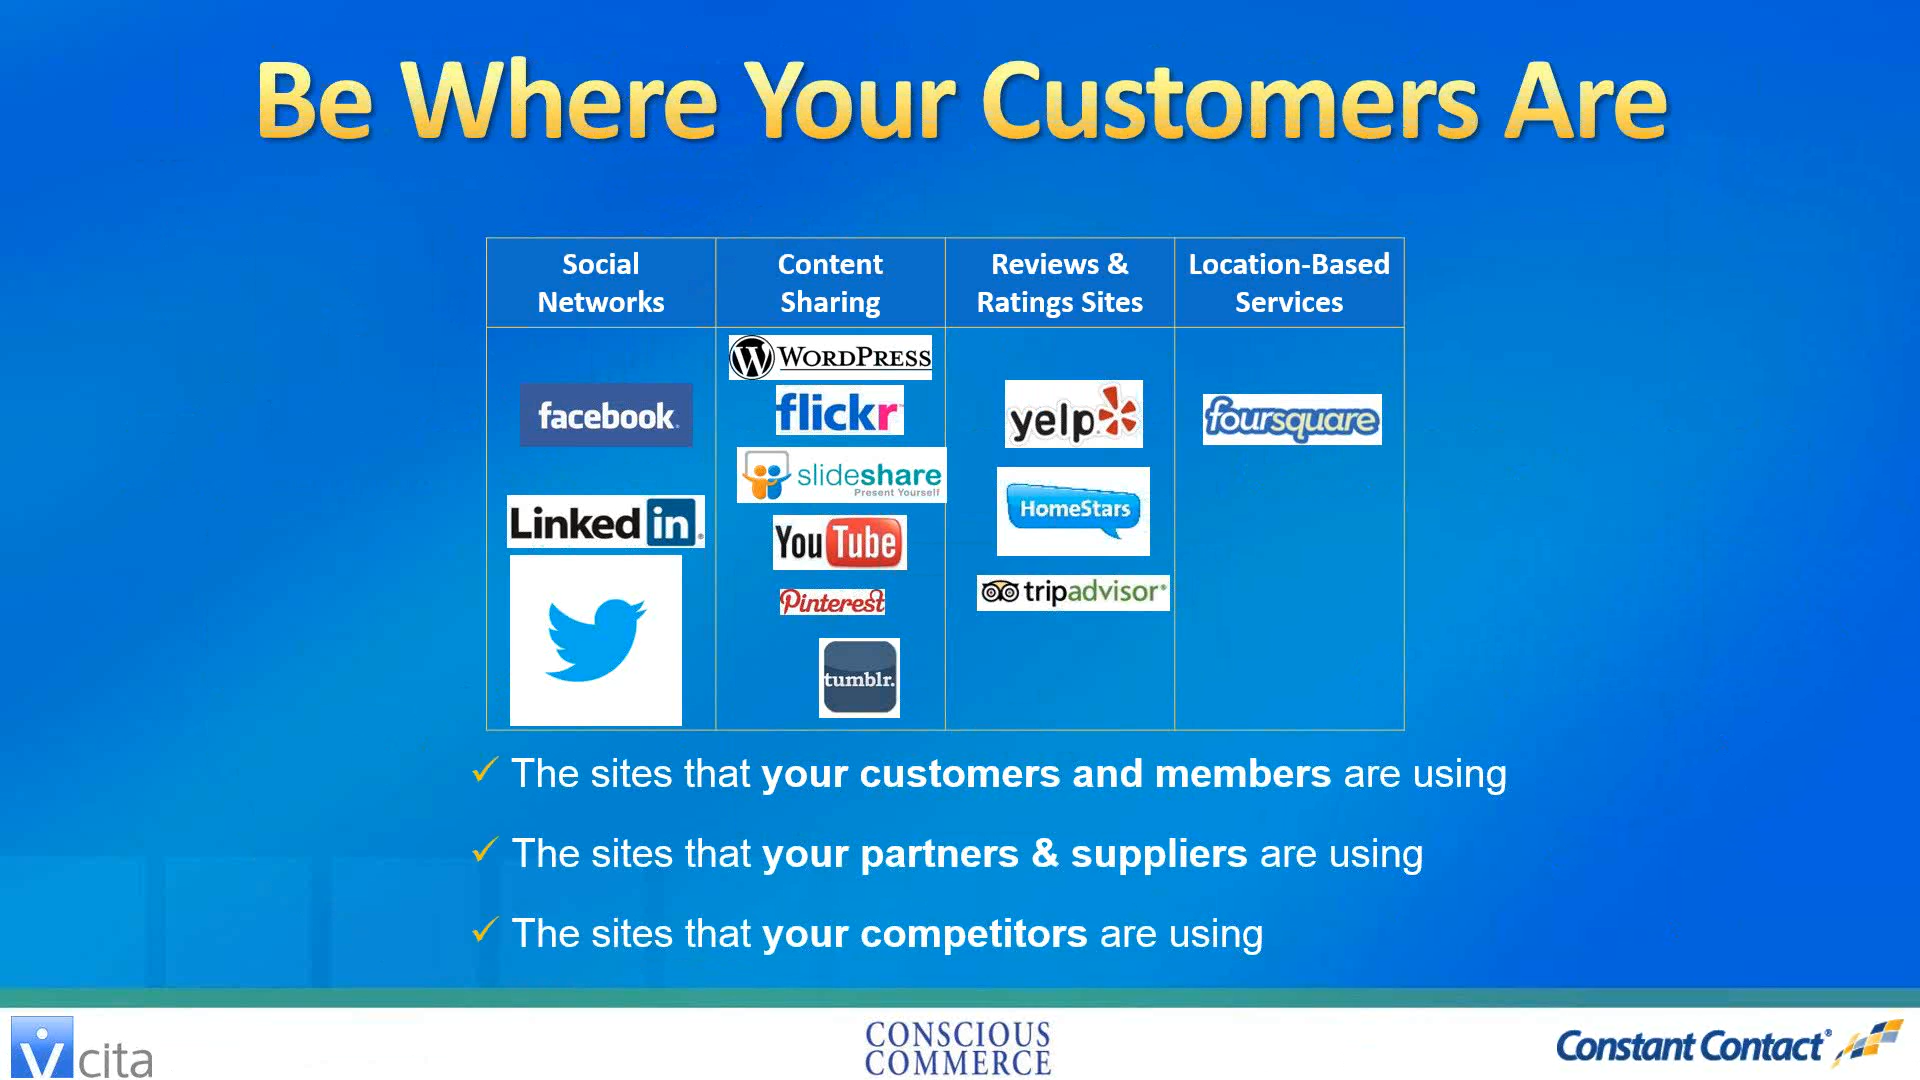 Be Where Your Customers Are
Social
Networks
Content
Sharing
Reviews &
Ratings Sites
Location-Based
Services
facebook
Linked in
WORDPRESS
flickr
slideshare
Present Yourself
You Tube
Pinterest
tumblr.
yelp
HomeStars
tripadvisor
foursquare
The sites that your customers and members are using
The sites that your partners & suppliers are using
The sites that your competitors are using
vcita
CONSCIOUS
COMMERCE
Constant Contact